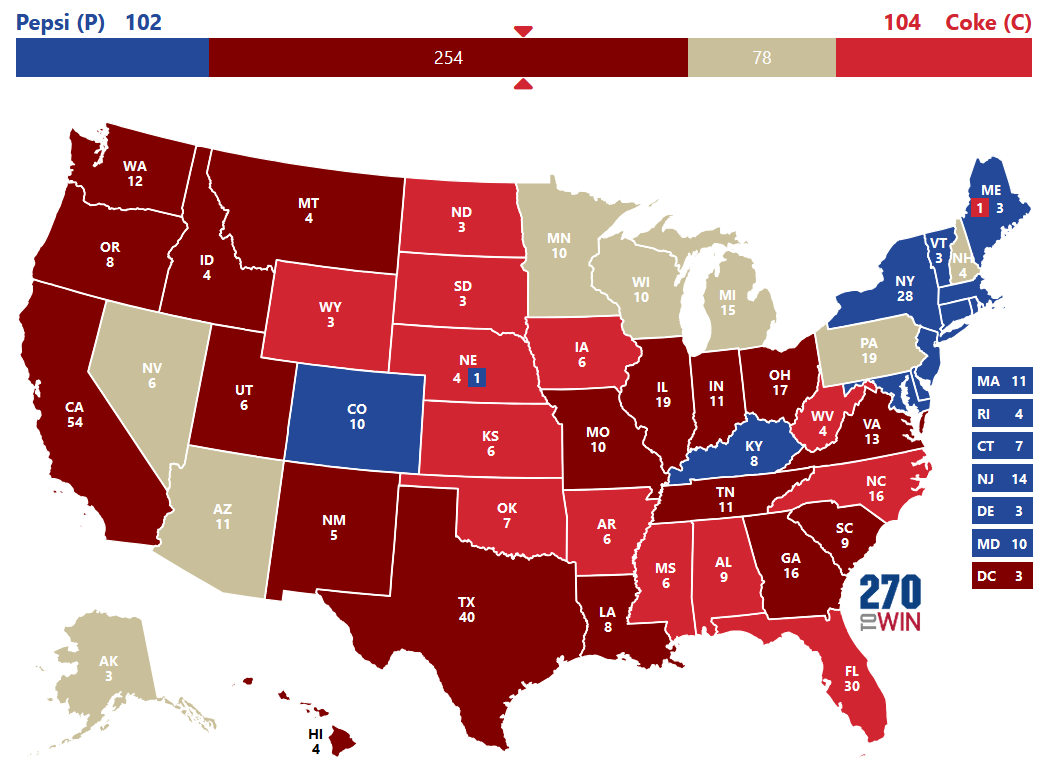 Pepsi (P) 102
104 Coke (C)
254
78
WA
12
OR
8
CA
54
NV
6
ID
4
MT
4
WY
3
UT
6
CO
10
AZ
11
NM
5
ND
3
SD
3
NE
4 1
KS
6
OK
7
TX
40
MN
10
IA
6
MO
10
AR
6
LA
8
WI
10
IL
19
MI
15
IN
11
OH
17
KY
8
TN
11
MS
6
AL
9
GA
16
FL
30
SC
9
NC
16
VA
13
WV
4
PA
19
NY
28
VT
3
NH
4
ME
1 3
MA 11
RI 4
CT 7
NJ 14
DE 3
MD 10
DC 3
AK
3
HI
4
270
TO WIN